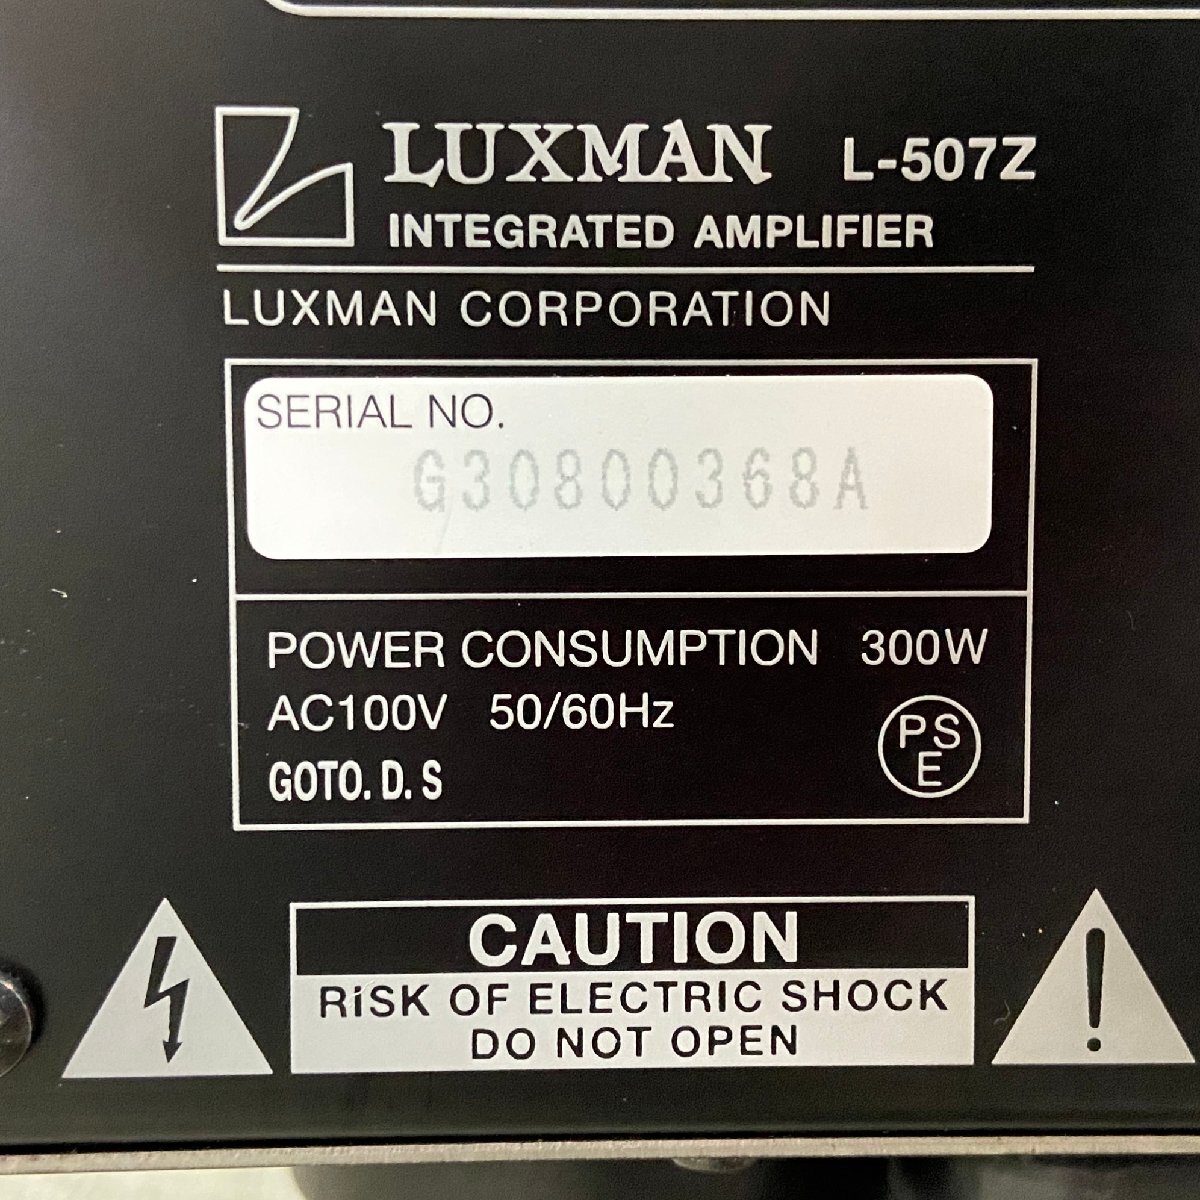 LUXMAN L-507Z
INTEGRATED AMPLIFIER
LUXMAN CORPORATION
SERIAL NO.
G30800368A
POWER CONSUMPTION 300W
AC100V 50/60Hz
GOTO. D. S
PS
E
CAUTION
RiSK OF ELECTRIC SHOCK
DO NOT OPEN
!